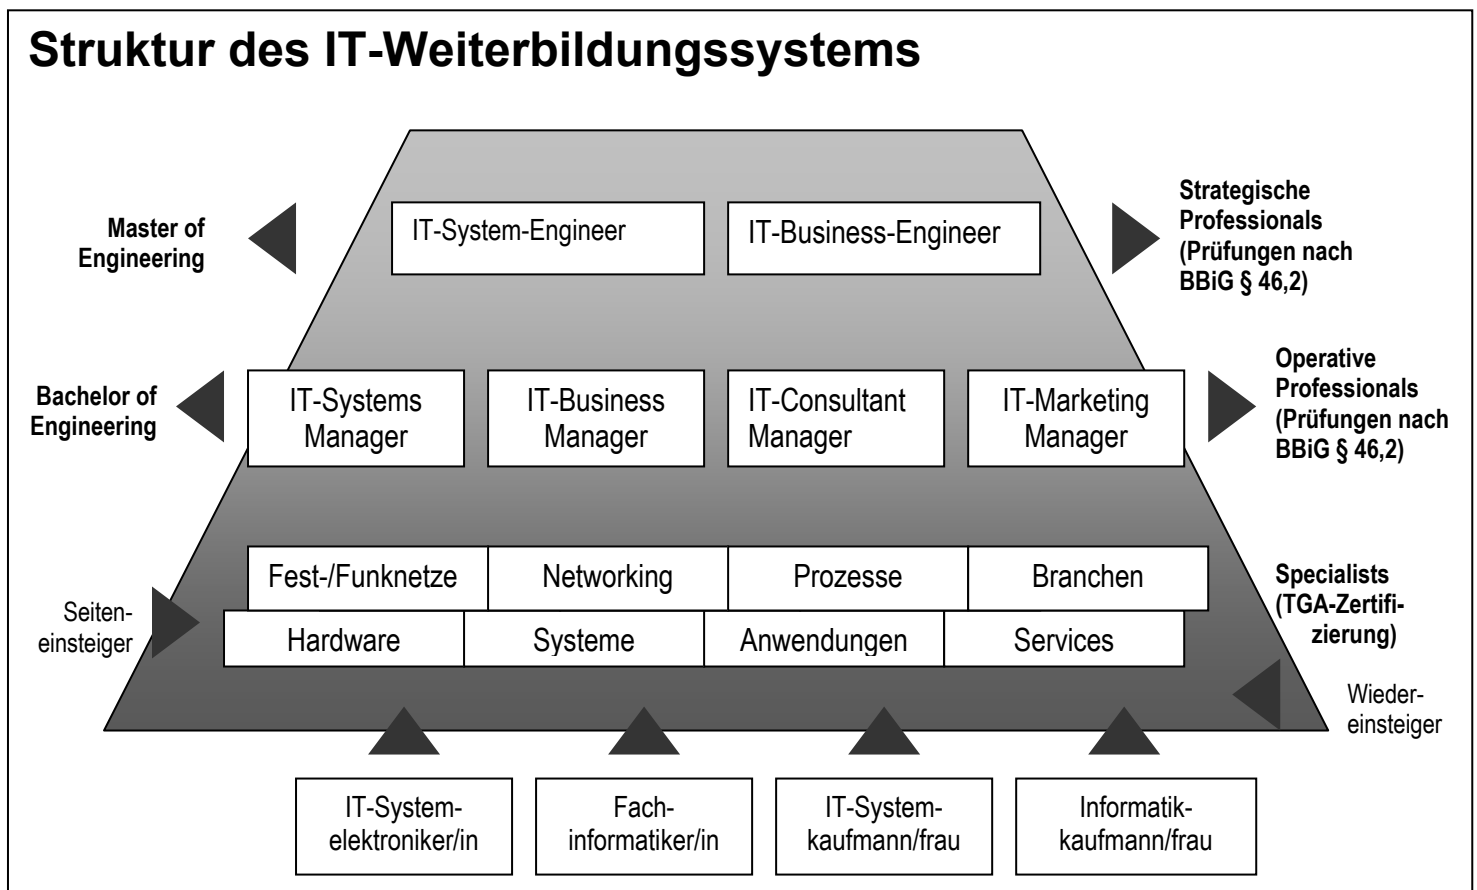 Struktur des IT-Weiterbildungssystems
Master of
Engineering
IT-System-Engineer
IT-Business-Engineer
Strategische
Professionals
(Prüfungen nach
BBiG § 46,2)
Bachelor of
Engineering
IT-Systems
Manager
IT-Business
Manager
IT-Consultant
Manager
IT-Marketing
Manager
Operative
Professionals
(Prüfungen nach
BBiG § 46,2)
Seiten-
einsteiger
Fest-/Funknetze
Networking
Prozesse
Branchen
Hardware
Systeme
Anwendungen
Services
Specialists
(TGA-Zertifi-
zierung)
Wieder-
einsteiger
IT-System-
elektroniker/in
Fach-
informatiker/in
IT-System-
kaufmann/frau
Informatik-
kaufmann/frau